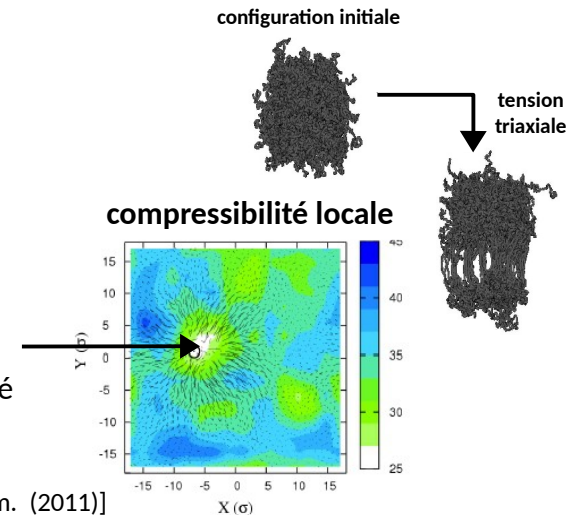 configuration initiale
tension
triaxiale
compressibilité locale
15
10
5
0
-5
-10
-15
Y (σ)
-15 -10 -5 0 5 10 15
X (σ)
45
40
35
30
25
é
m. (2011)]